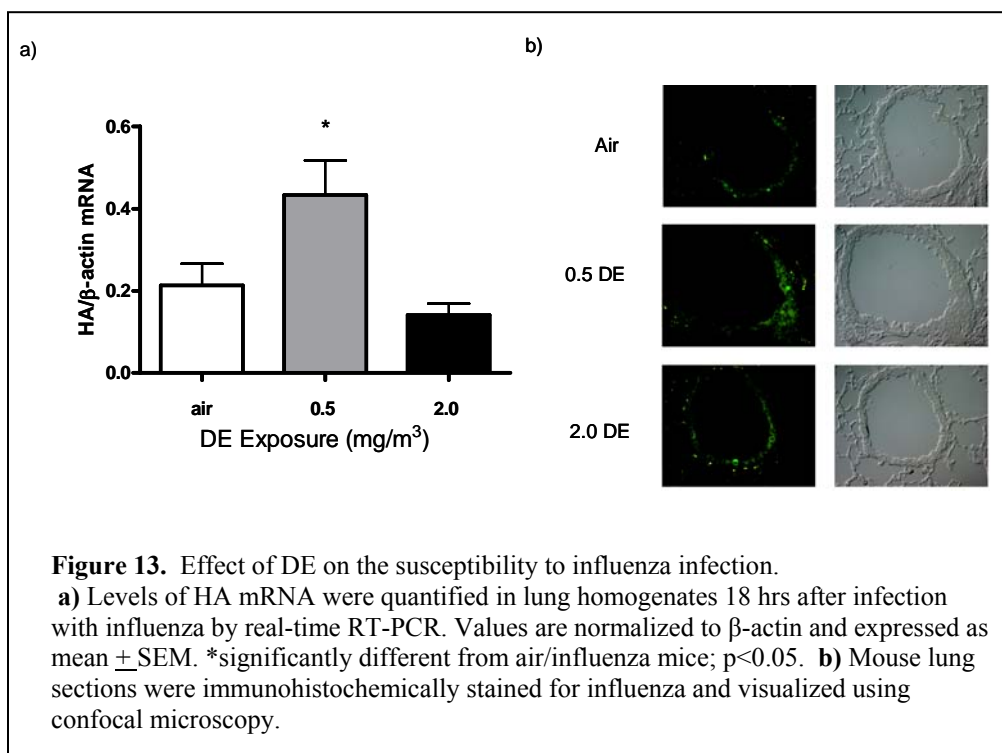 a)
b)
HA/β-actin mRNA
0.6
0.4
0.2
0.0
*
air
0.5
2.0
DE Exposure (mg/m³)
Air
0.5 DE
2.0 DE
Figure 13. Effect of DE on the susceptibility to influenza infection.
a) Levels of HA mRNA were quantified in lung homogenates 18 hrs after infection
with influenza by real-time RT-PCR. Values are normalized to β-actin and expressed as
mean + SEM. *significantly different from air/influenza mice; p<0.05. b) Mouse lung
sections were immunohistochemically stained for influenza and visualized using
confocal microscopy.